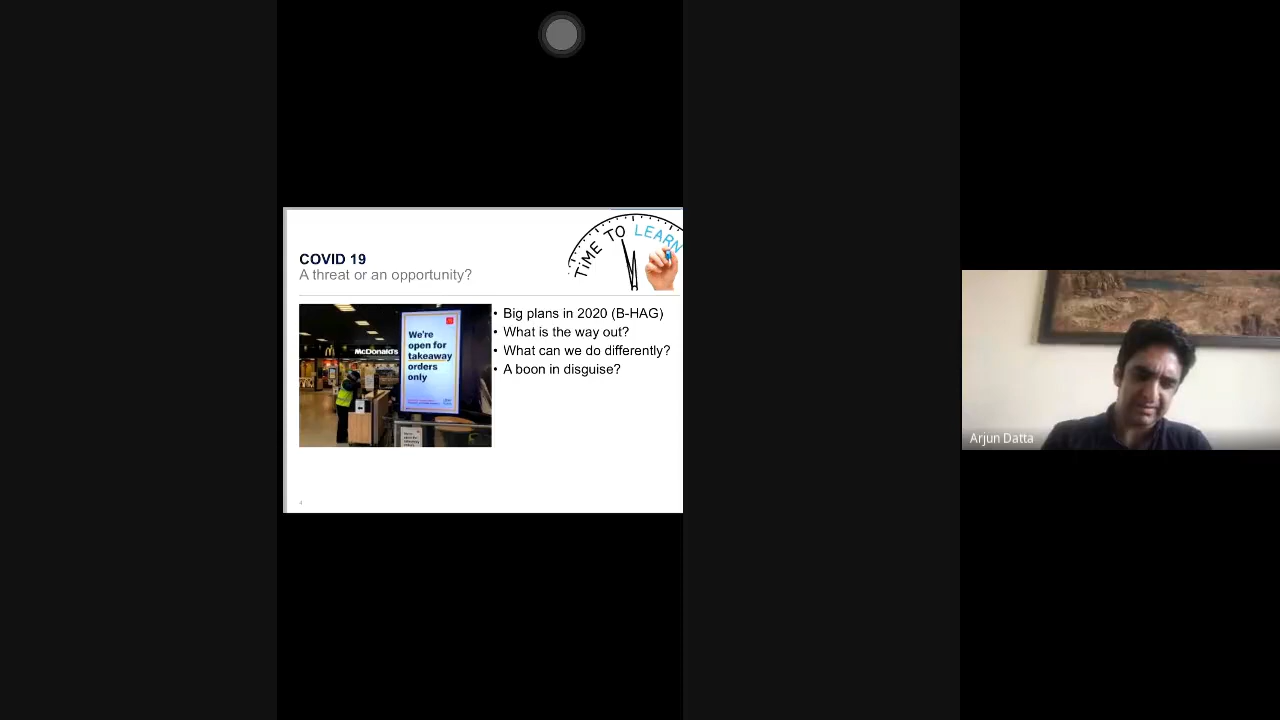 TiME TO LEARN
COVID 19
A threat or an opportunity?
McDonald's
We're
open for
takeaway
orders
only
• Big plans in 2020 (B-HAG)
• What is the way out?
• What can we do differently?
• A boon in disguise?
4
Arjun Datta